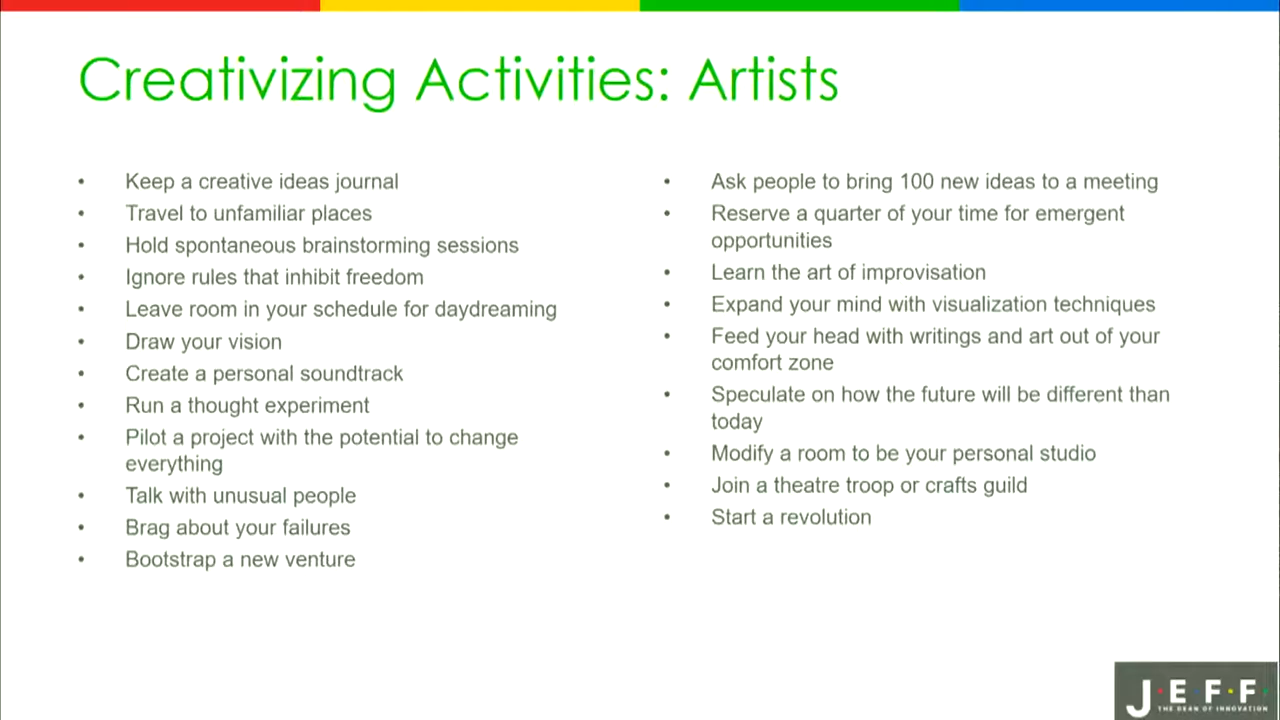 Creativizing Activities: Artists
• Keep a creative ideas journal
• Travel to unfamiliar places
• Hold spontaneous brainstorming sessions
• Ignore rules that inhibit freedom
• Leave room in your schedule for daydreaming
• Draw your vision
• Create a personal soundtrack
• Run a thought experiment
• Pilot a project with the potential to change
everything
• Talk with unusual people
• Brag about your failures
• Bootstrap a new venture
• Ask people to bring 100 new ideas to a meeting
• Reserve a quarter of your time for emergent
opportunities
• Learn the art of improvisation
• Expand your mind with visualization techniques
• Feed your head with writings and art out of your
comfort zone
• Speculate on how the future will be different than
today
• Modify a room to be your personal studio
• Join a theatre troop or crafts guild
• Start a revolution
J·E·F·F·
THE DEAN OF INNOVATION